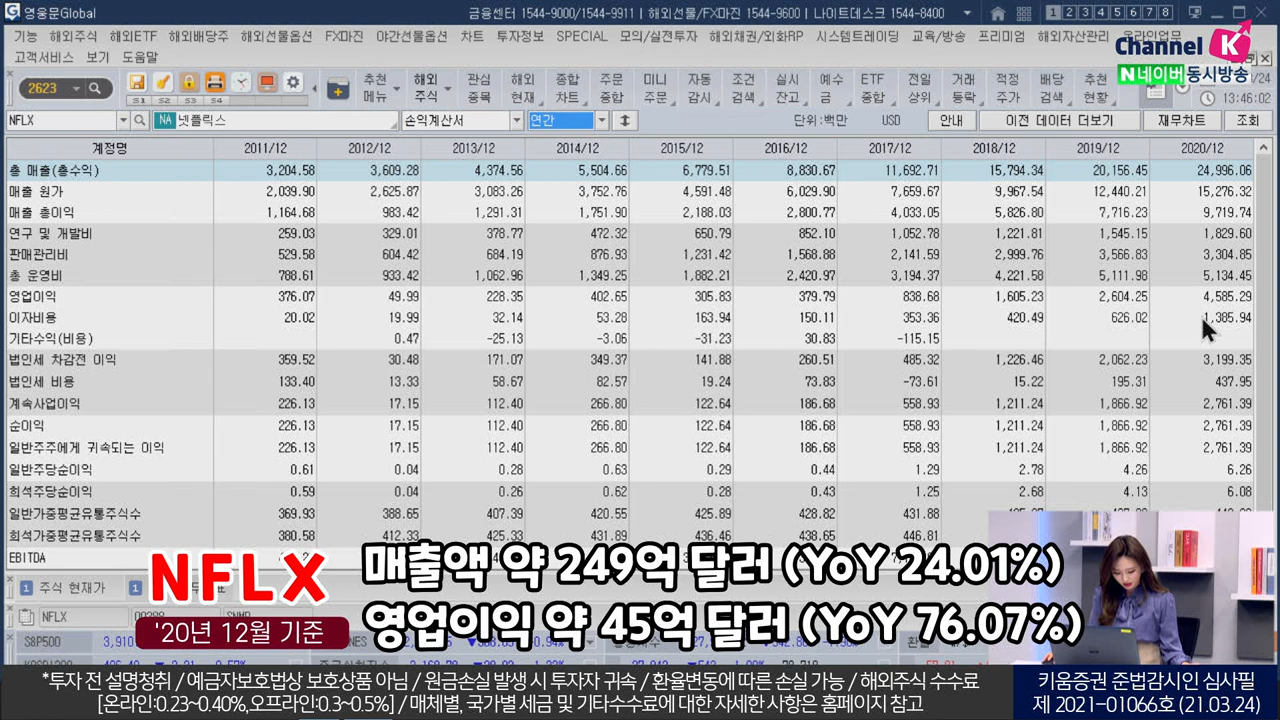 영웅문Global 금융센터 1544-9000/1544-9911 | 해외선물/FX마진 1544-9600 | 나이트데스크 1544-8400 1 2 3 4 5 6 7 8
기능 해외주식 해외ETF 해외배당주 해외선물옵션 FX마진 야간선물옵션 차트 투자정보 SPECIAL 모의/실전투자 해외채권/외화RP 시스템트레이딩 교육/방송 프리미엄 해외자산관리 온라인업무
고객서비스 보기 도움말
Channel K
N네이버동시방송
2623 S1 S2 S3 S4 추천 메뉴 해외 주식 관심 종목 해외 현재 종합 차트 주문 종합 미니 주문 자동 감시 조건 검색 실시 잔고 예수 금 ETF 종합 전일 상위 거래 등락 적정 주가 배당 검색 추천 현황 13:46:02
NFLX NA 넷플릭스 손익계산서 연간 단위:백만 USD 안내 이전 데이터 더보기 재무차트 조회
계정명 2011/12 2012/12 2013/12 2014/12 2015/12 2016/12 2017/12 2018/12 2019/12 2020/12
총 매출(총수익) 3,204.58 3,609.28 4,374.56 5,504.66 6,779.51 8,830.67 11,692.71 15,794.34 20,156.45 24,996.06
매출 원가 2,039.90 2,625.87 3,083.26 3,752.76 4,591.48 6,029.90 7,659.67 9,967.54 12,440.21 15,276.32
매출 총이익 1,164.68 983.42 1,291.31 1,751.90 2,188.03 2,800.77 4,033.05 5,826.80 7,716.23 9,719.74
연구 및 개발비 259.03 329.01 378.77 472.32 650.79 852.10 1,052.78 1,221.81 1,545.15 1,829.60
판매관리비 529.58 604.42 684.19 876.93 1,231.42 1,568.88 2,141.59 2,999.76 3,566.83 3,304.85
총 운영비 788.61 933.42 1,062.96 1,349.25 1,882.21 2,420.97 3,194.37 4,221.58 5,111.98 5,134.45
영업이익 376.07 49.99 228.35 402.65 305.83 379.79 838.68 1,605.23 2,604.25 4,585.29
이자비용 20.02 19.99 32.14 53.28 163.94 150.11 353.36 420.49 626.02 1,385.94
기타수익(비용) 0.47 -25.13 -3.06 -31.23 30.83 -115.15
법인세 차감전 이익 359.52 30.48 171.07 349.37 141.88 260.51 485.32 1,226.46 2,062.23 3,199.35
법인세 비용 133.40 13.33 58.67 82.57 19.24 73.83 -73.61 15.22 195.31 437.95
계속사업이익 226.13 17.15 112.40 266.80 122.64 186.68 558.93 1,211.24 1,866.92 2,761.39
순이익 226.13 17.15 112.40 266.80 122.64 186.68 558.93 1,211.24 1,866.92 2,761.39
일반주주에게 귀속되는 이익 226.13 17.15 112.40 266.80 122.64 186.68 558.93 1,211.24 1,866.92 2,761.39
일반주당순이익 0.61 0.04 0.28 0.63 0.29 0.44 1.29 2.78 4.26 6.26
희석주당순이익 0.59 0.04 0.26 0.62 0.28 0.43 1.25 2.68 4.13 6.08
일반가중평균유통주식수 369.93 388.65 407.39 420.55 425.89 428.82 431.88
희석가중평균유통주식수 380.58 412.33 425.33 431.89 436.46 438.65 446.81
EBITDA
1 주식 현재가
NFLX
S&P500
NFLX 매출액 약 249억 달러 (YoY 24.01%)
'20년 12월 기준 영업이익 약 45억 달러 (YoY 76.07%)
*투자 전 설명청취 / 예금자보호법상 보호상품 아님 / 원금손실 발생 시 투자자 귀속 / 환율변동에 따른 손실 가능 / 해외주식 수수료
[온라인:0.23~0.40%,오프라인:0.3~0.5%] / 매체별, 국가별 세금 및 기타수수료에 대한 자세한 사항은 홈페이지 참고
키움증권 준법감시인 심사필
제 2021-01066호 (21.03.24)